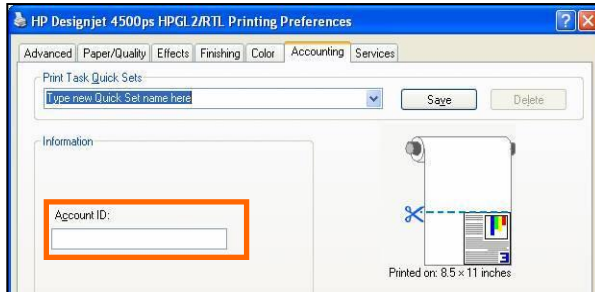 HP Designjet 4500ps HPGL2/RTL Printing Preferences
Advanced Paper/Quality Effects Finishing Color Accounting Services
Print Task Quick Sets
Type new Quick Set name here Save Delete
Information
Account ID:
3
Printed on: 8.5 × 11 inches